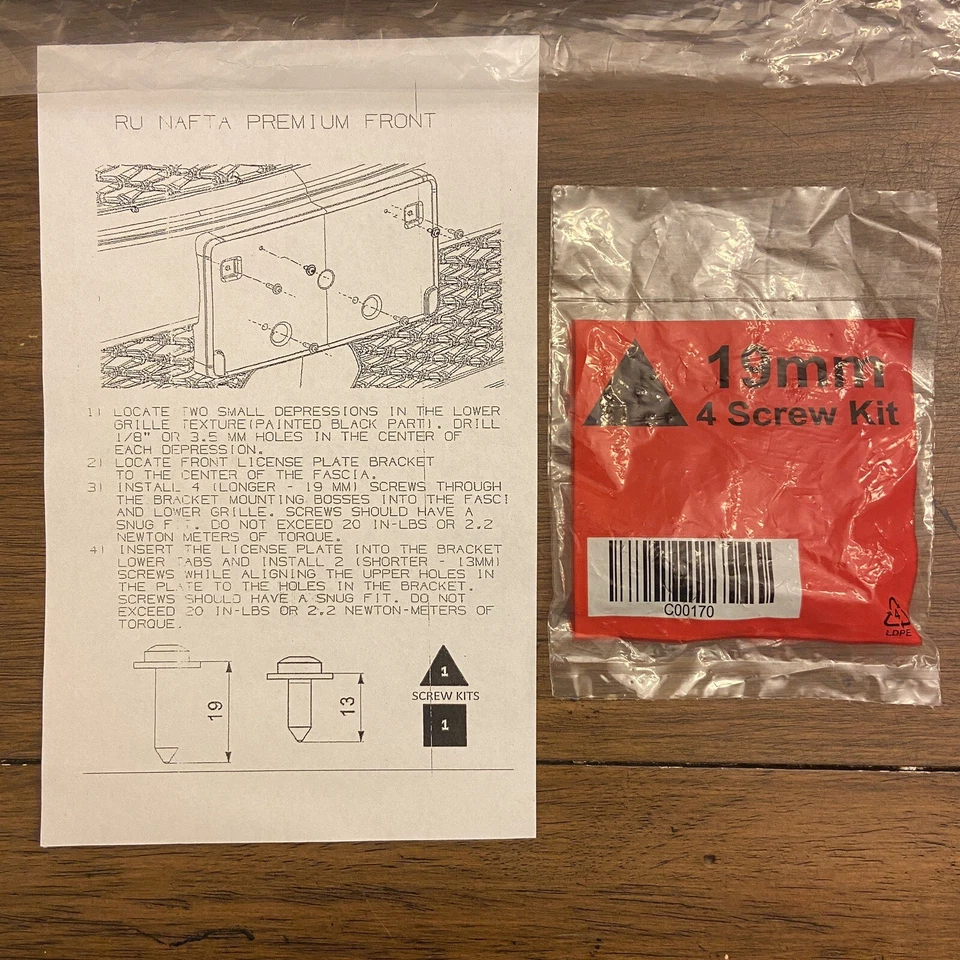 RU NAFTA PREMIUM FRONT
1) LOCATE TWO SMALL DEPRESSIONS IN THE LOWER
GRILLE TEXTURE(PAINTED BLACK PART). DRILL
1/8" OR 3.5 MM HOLES IN THE CENTER OF
EACH DEPRESSION.
2) LOCATE FRONT LICENSE PLATE BRACKET
TO THE CENTER OF THE FASCIA.
3) INSTALL 4 (LONGER - 19 MM) SCREWS THROUGH
THE BRACKET MOUNTING BOSSES INTO THE FASCI
AND LOWER GRILLE. SCREWS SHOULD HAVE A
SNUG FIT. DO NOT EXCEED 20 IN-LBS OR 2.2
NEWTON METERS OF TORQUE.
4) INSERT THE LICENSE PLATE INTO THE BRACKET
LOWER TABS AND INSTALL 2 (SHORTER - 13MM)
SCREWS WHILE ALIGNING THE UPPER HOLES IN
THE PLATE TO THE HOLES IN THE BRACKET.
SCREWS SHOULD HAVE A SNUG FIT. DO NOT
EXCEED 20 IN-LBS OR 2.2 NEWTON-METERS OF
TORQUE.
19
13
1
SCREW KITS
1
19mm
4 Screw Kit
C00170
4
LDPE